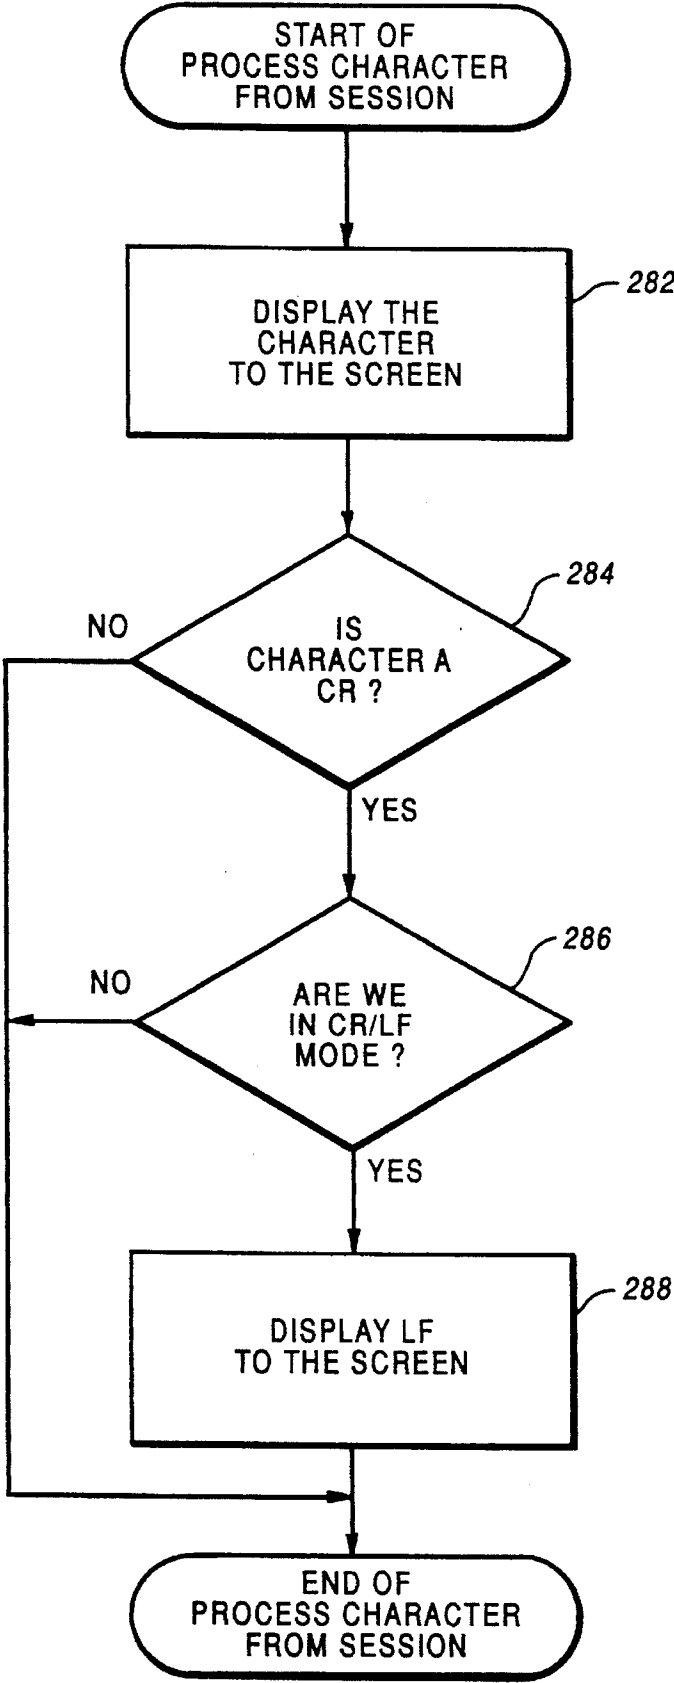 START OF
PROCESS CHARACTER
FROM SESSION
282
DISPLAY THE
CHARACTER
TO THE SCREEN
284
NO
IS
CHARACTER A
CR ?
YES
286
NO
ARE WE
IN CR/LF
MODE ?
YES
288
DISPLAY LF
TO THE SCREEN
END OF
PROCESS CHARACTER
FROM SESSION